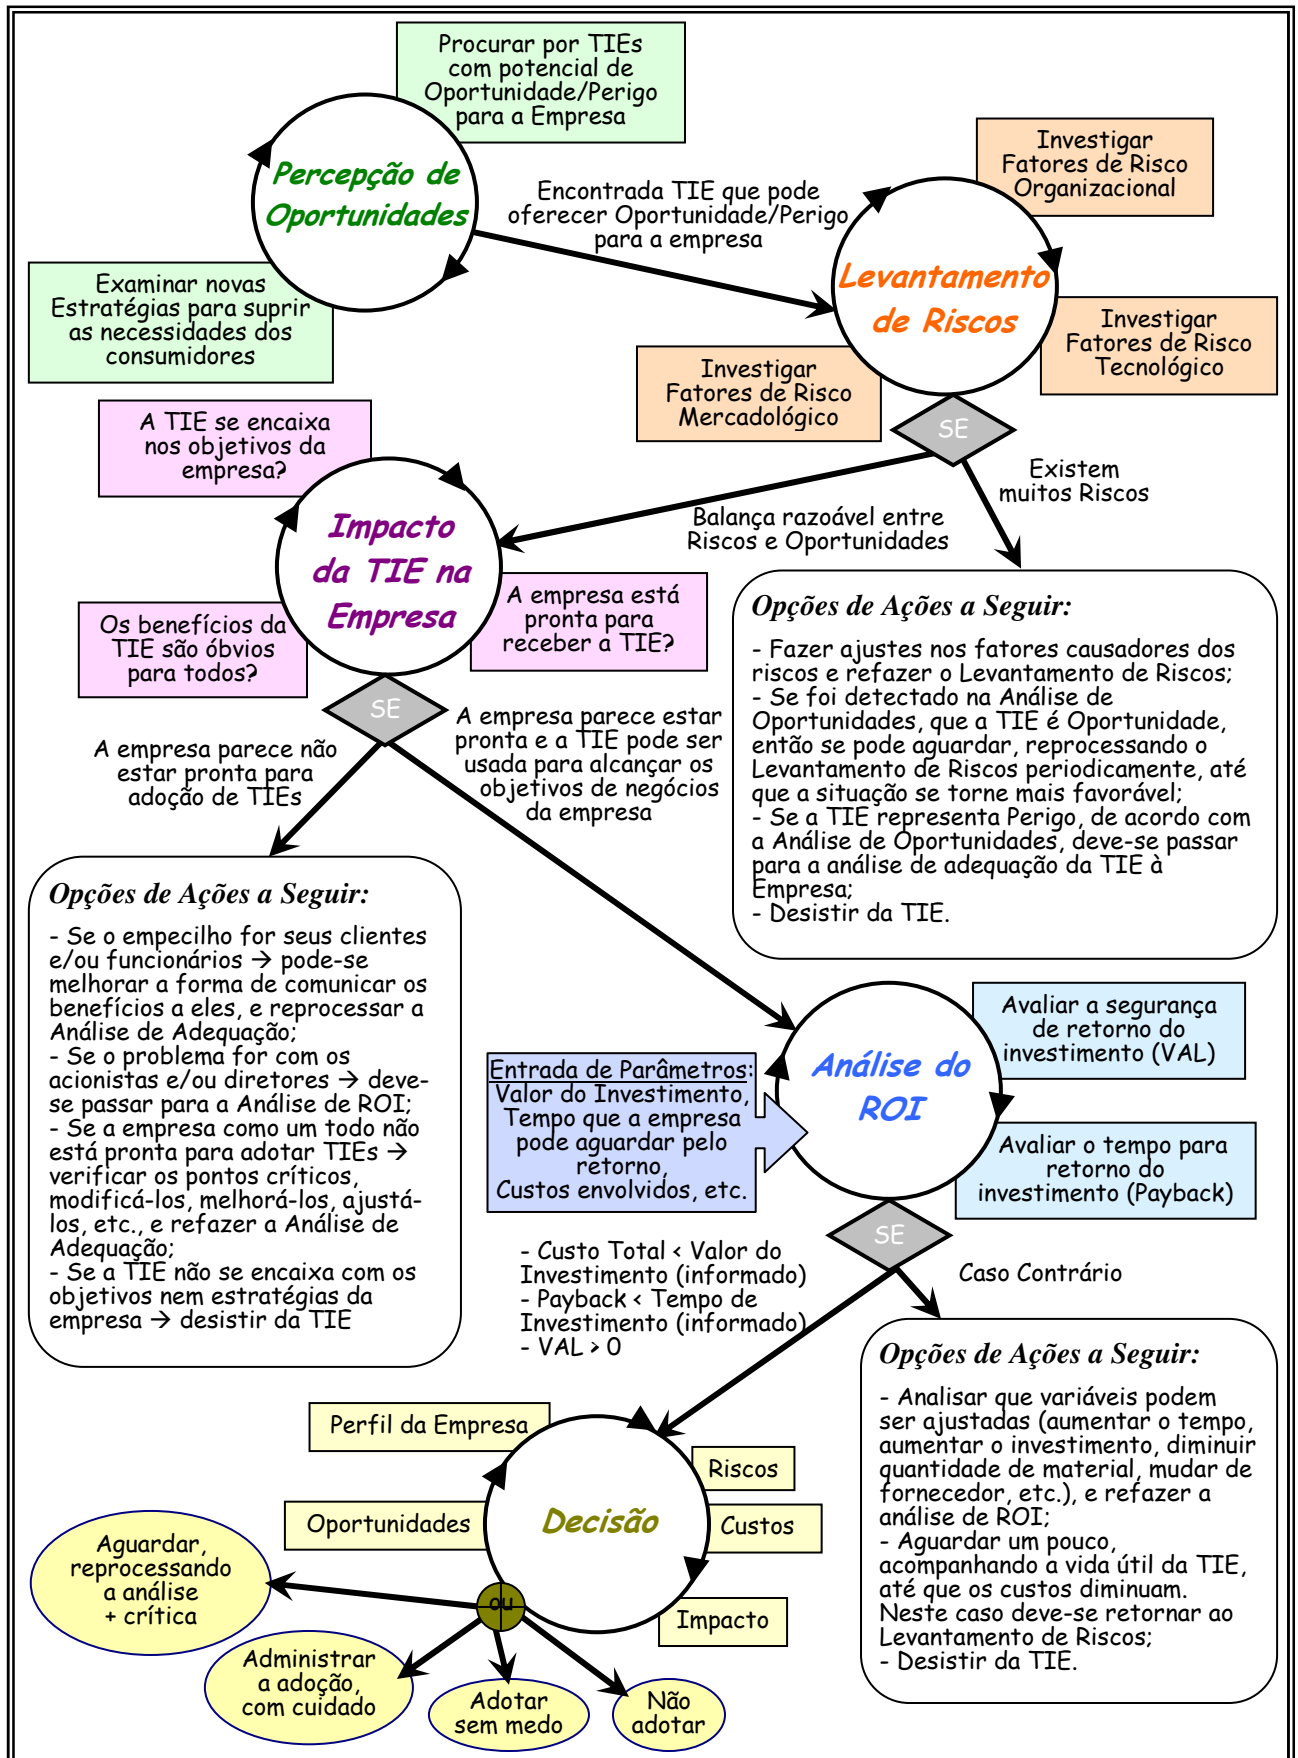 Procurar por TIEs
com potencial de
Oportunidade/Perigo
para a Empresa
Percepção de
Oportunidades
Examinar novas
Estratégias para suprir
as necessidades dos
consumidores
Encontrada TIE que pode
oferecer Oportunidade/Perigo
para a empresa
Investigar
Fatores de Risco
Organizacional
Levantamento
de Riscos
Investigar
Fatores de Risco
Tecnológico
Investigar
Fatores de Risco
Mercadológico
SE
Existem
muitos Riscos
Balança razoável entre
Riscos e Oportunidades
A TIE se encaixa
nos objetivos da
empresa?
Impacto
da TIE na
Empresa
A empresa está
pronta para
receber a TIE?
Os benefícios da
TIE são óbvios
para todos?
SE
A empresa parece não
estar pronta para
adoção de TIEs
A empresa parece estar
pronta e a TIE pode ser
usada para alcançar os
objetivos de negócios
da empresa
Opções de Ações a Seguir:
- Fazer ajustes nos fatores causadores dos
riscos e refazer o Levantamento de Riscos;
- Se foi detectado na Análise de
Oportunidades, que a TIE é Oportunidade,
então se pode aguardar, reprocessando o
Levantamento de Riscos periodicamente, até
que a situação se torne mais favorável;
- Se a TIE representa Perigo, de acordo com
a Análise de Oportunidades, deve-se passar
para a análise de adequação da TIE à
Empresa;
- Desistir da TIE.
Opções de Ações a Seguir:
- Se o empecilho for seus clientes
e/ou funcionários → pode-se
melhorar a forma de comunicar os
benefícios a eles, e reprocessar a
Análise de Adequação;
- Se o problema for com os
acionistas e/ou diretores → deve-
se passar para a Análise de ROI;
- Se a empresa como um todo não
está pronta para adotar TIEs →
verificar os pontos críticos,
modificá-los, melhorá-los, ajustá-
los, etc., e refazer a Análise de
Adequação;
- Se a TIE não se encaixa com os
objetivos nem estratégias da
empresa → desistir da TIE
Avaliar a segurança
de retorno do
investimento (VAL)
Análise do
ROI
Entrada de Parâmetros:
Valor do Investimento,
Tempo que a empresa
pode aguardar pelo
retorno,
Custos envolvidos, etc.
Avaliar o tempo para
retorno do
investimento (Payback)
SE
- Custo Total < Valor do
Investimento (informado)
- Payback < Tempo de
Investimento (informado)
- VAL > 0
Caso Contrário
Opções de Ações a Seguir:
- Analisar que variáveis podem
ser ajustadas (aumentar o tempo,
aumentar o investimento, diminuir
quantidade de material, mudar de
fornecedor, etc.), e refazer a
análise de ROI;
- Aguardar um pouco,
acompanhando a vida útil da TIE,
até que os custos diminuam.
Neste caso deve-se retornar ao
Levantamento de Riscos;
- Desistir da TIE.
Perfil da Empresa
Riscos
Oportunidades
Decisão
Custos
Impacto
ou
Aguardar,
reprocessando
a análise
+ crítica
Administrar
a adoção,
com cuidado
Adotar
sem medo
Não
adotar